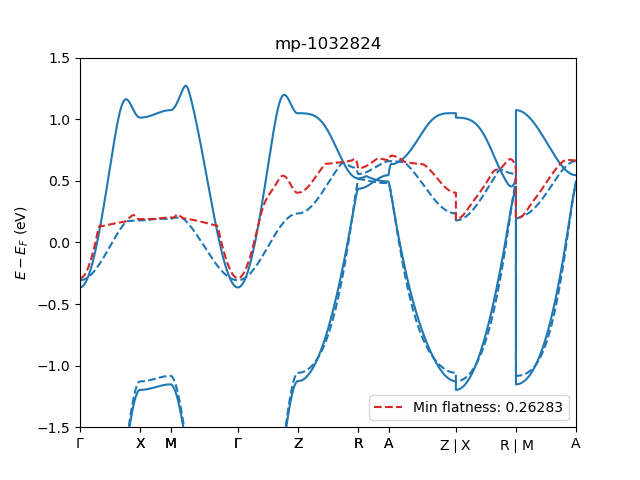 mp-1032824
1.5
1.0
0.5
0.0
−0.5
−1.0
−1.5
E − E_F (eV)
Min flatness: 0.26283
Γ X M Γ Z R A Z | X R | M A